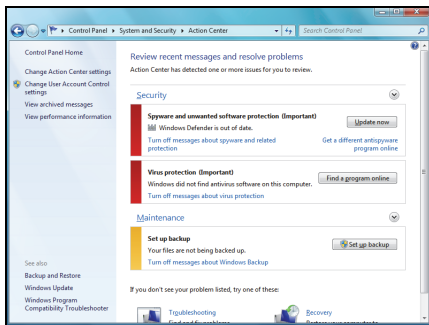 Control Panel ▸ System and Security ▸ Action Center
Search Control Panel
Control Panel Home
Change Action Center settings
Change User Account Control
settings
View archived messages
View performance information
See also
Backup and Restore
Windows Update
Windows Program
Compatibility Troubleshooter
Review recent messages and resolve problems
Action Center has detected one or more issues for you to review.
Security
Spyware and unwanted software protection (Important)
Windows Defender is out of date.
Update now
Turn off messages about spyware and related
protection
Get a different antispyware
program online
Virus protection (Important)
Windows did not find antivirus software on this computer.
Find a program online
Turn off messages about virus protection
Maintenance
Set up backup
Your files are not being backed up.
Set up backup
Turn off messages about Windows Backup
If you don't see your problem listed, try one of these:
Troubleshooting
Recovery